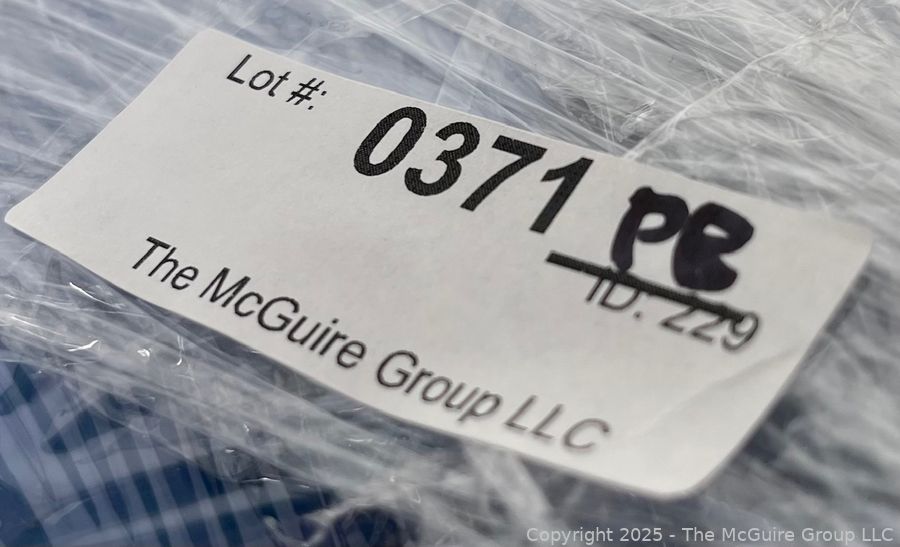 Lot #:
0371 PB
ID: 229
The McGuire Group LLC
Copyright 2025 - The McGuire Group LLC